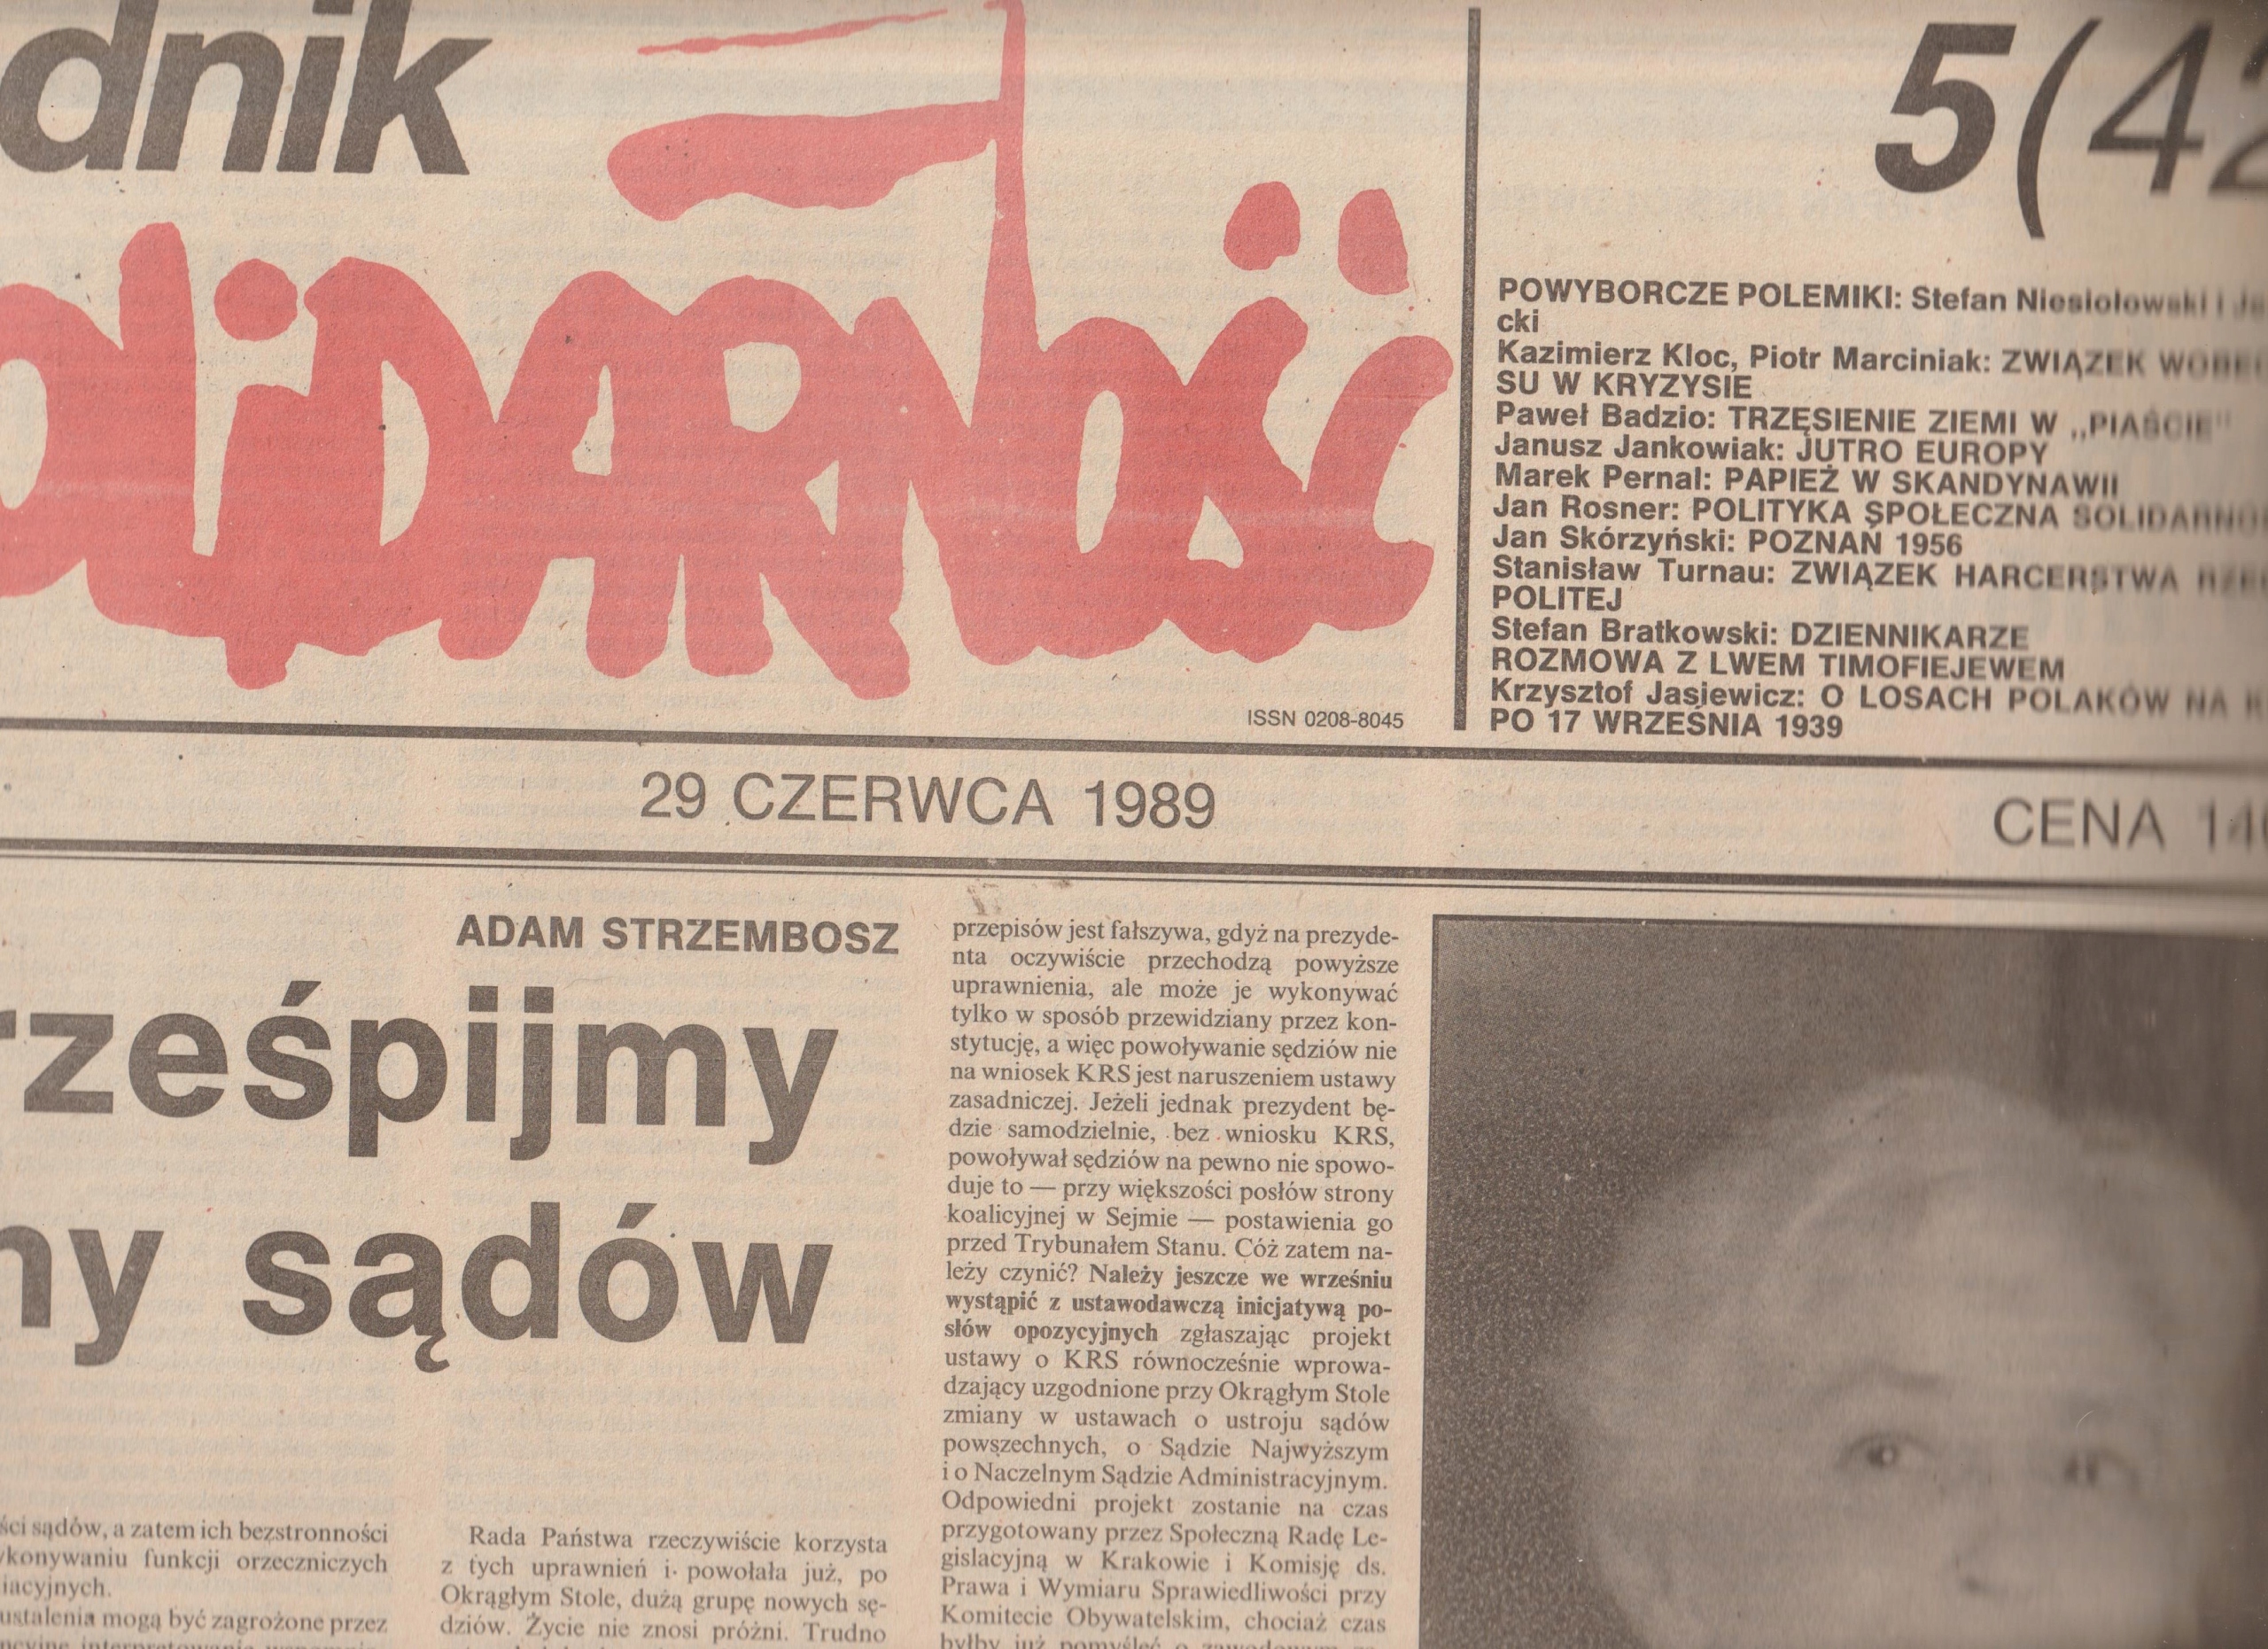 dnik
olidarność
ISSN 0208-8045
5(42
POWYBORCZE POLEMIKI: Stefan Niesiołowski i
cki
Kazimierz Kloc, Piotr Marciniak: ZWIĄZEK
SU W KRYZYSIE
Paweł Badzio: TRZĘSIENIE ZIEMI W „PIAŚCIE"
Janusz Jankowiak: JUTRO EUROPY
Marek Pernal: PAPIEŻ W SKANDYNAWII
Jan Rosner: POLITYKA SPOŁECZNA SOLIDARNO
Jan Skórzyński: POZNAŃ 1956
Stanisław Turnau: ZWIĄZEK HARCERSTWA
POLITEJ
Stefan Bratkowski: DZIENNIKARZE
ROZMOWA Z LWEM TIMOFIEJEWEM
Krzysztof Jasiewicz: O LOSACH POLAKÓW NA
PO 17 WRZEŚNIA 1939
29 CZERWCA 1989
CENA
ADAM STRZEMBOSZ
rześpijmy
ny sądów
ści sądów, a zatem ich bezstronności
ykonywaniu funkcji orzeczniczych
iacyjnych.
ustalenia mogą być zagrożone przez
Rada Państwa rzeczywiście korzysta
z tych uprawnień i powołała już, po
Okrągłym Stole, dużą grupę nowych sę-
dziów. Życie nie znosi próżni. Trudno
przepisów jest fałszywa, gdyż na prezyde-
nta oczywiście przechodzą powyższe
uprawnienia, ale może je wykonywać
tylko w sposób przewidziany przez kon-
stytucję, a więc powoływanie sędziów nie
na wniosek KRS jest naruszeniem ustawy
zasadniczej. Jeżeli jednak prezydent bę-
dzie samodzielnie, bez wniosku KRS,
powoływał sędziów na pewno nie spowo-
duje to — przy większości posłów strony
koalicyjnej w Sejmie — postawienia go
przed Trybunałem Stanu. Cóż zatem na-
leży czynić? Należy jeszcze we wrześniu
wystąpić z ustawodawczą inicjatywą po-
słów opozycyjnych zgłaszając projekt
ustawy o KRS równocześnie wprowa-
dzający uzgodnione przy Okrągłym Stole
zmiany w ustawach o ustroju sądów
powszechnych, o Sądzie Najwyższym
i o Naczelnym Sądzie Administracyjnym.
Odpowiedni projekt zostanie na czas
przygotowany przez Społeczną Radę Le-
gislacyjną w Krakowie i Komisję ds.
Prawa i Wymiaru Sprawiedliwości przy
Komitecie Obywatelskim, chociaż czas
byłby już pomyśleć o